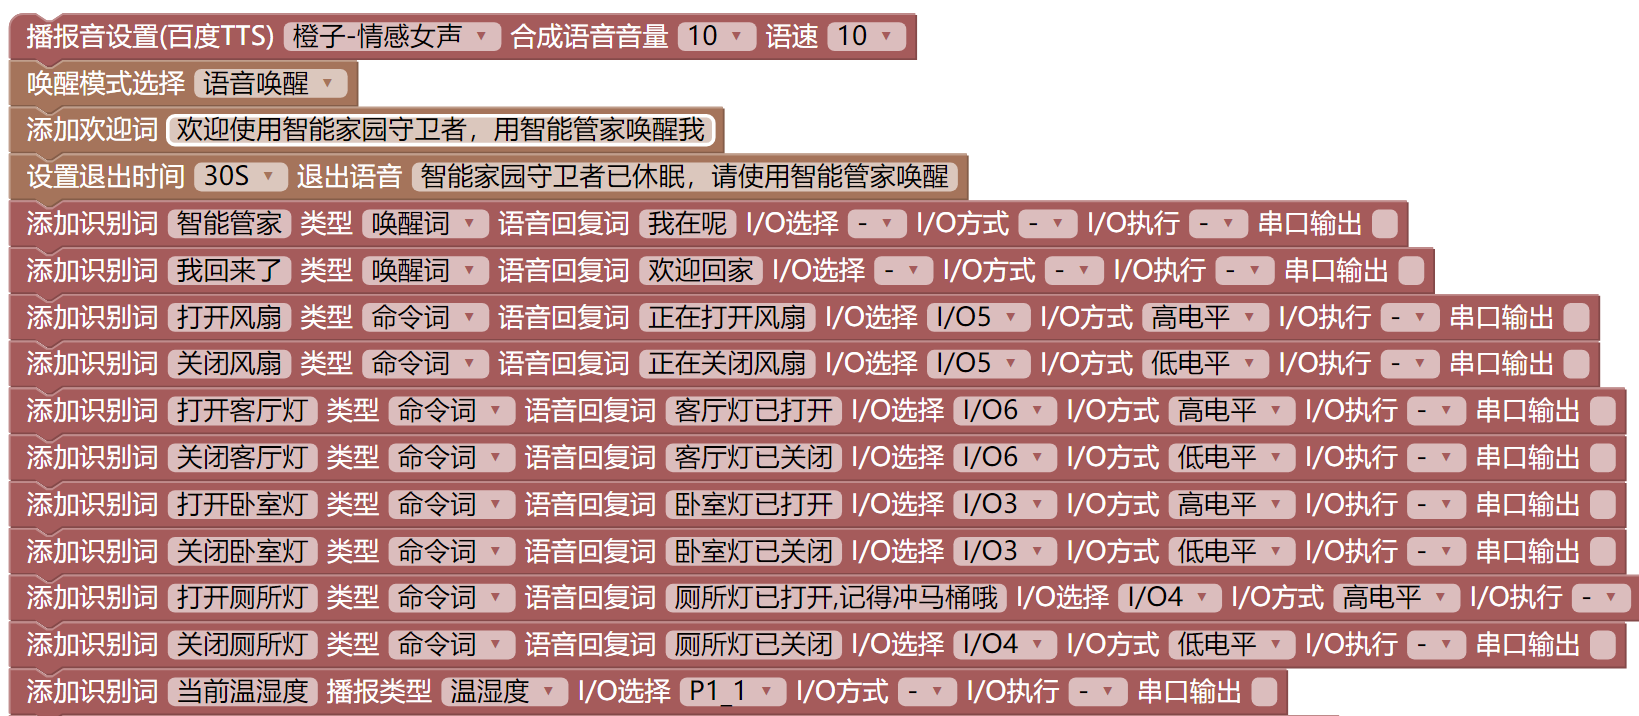 播报音设置(百度TTS) 橙子-情感女声 合成语音音量 10 语速 10
唤醒模式选择 语音唤醒
添加欢迎词 欢迎使用智能家园守卫者，用智能管家唤醒我
设置退出时间 30S 退出语音 智能家园守卫者已休眠，请使用智能管家唤醒
添加识别词 智能管家 类型 唤醒词 语音回复词 我在呢 I/O选择 - I/O方式 - I/O执行 - 串口输出
添加识别词 我回来了 类型 唤醒词 语音回复词 欢迎回家 I/O选择 - I/O方式 - I/O执行 - 串口输出
添加识别词 打开风扇 类型 命令词 语音回复词 正在打开风扇 I/O选择 I/O5 I/O方式 高电平 I/O执行 - 串口输出
添加识别词 关闭风扇 类型 命令词 语音回复词 正在关闭风扇 I/O选择 I/O5 I/O方式 低电平 I/O执行 - 串口输出
添加识别词 打开客厅灯 类型 命令词 语音回复词 客厅灯已打开 I/O选择 I/O6 I/O方式 高电平 I/O执行 - 串口输出
添加识别词 关闭客厅灯 类型 命令词 语音回复词 客厅灯已关闭 I/O选择 I/O6 I/O方式 低电平 I/O执行 - 串口输出
添加识别词 打开卧室灯 类型 命令词 语音回复词 卧室灯已打开 I/O选择 I/O3 I/O方式 高电平 I/O执行 - 串口输出
添加识别词 关闭卧室灯 类型 命令词 语音回复词 卧室灯已关闭 I/O选择 I/O3 I/O方式 低电平 I/O执行 - 串口输出
添加识别词 打开厕所灯 类型 命令词 语音回复词 厕所灯已打开,记得冲马桶哦 I/O选择 I/O4 I/O方式 高电平 I/O执行 -
添加识别词 关闭厕所灯 类型 命令词 语音回复词 厕所灯已关闭 I/O选择 I/O4 I/O方式 低电平 I/O执行 - 串口输出
添加识别词 当前温湿度 播报类型 温湿度 I/O选择 P1_1 I/O方式 - I/O执行 - 串口输出